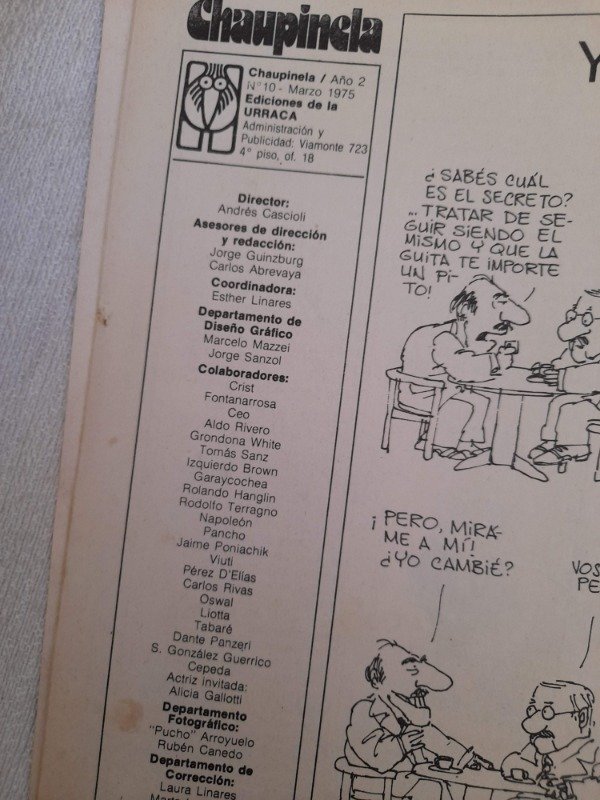 Chaupinela
Chaupinela / Año 2
N° 10 - Marzo 1975
Ediciones de la
URRACA
Administración y
Publicidad: Viamonte 723
4° piso, of. 18
Director:
Andrés Cascioli
Asesores de dirección
y redacción:
Jorge Guinzburg
Carlos Abrevaya
Coordinadora:
Esther Linares
Departamento de
Diseño Gráfico
Marcelo Mazzei
Jorge Sanzol
Colaboradores:
Crist
Fontanarrosa
Ceo
Aldo Rivero
Grondona White
Tomás Sanz
Izquierdo Brown
Garaycochea
Rolando Hanglin
Rodolfo Terragno
Napoleón
Pancho
Jaime Poniachik
Viuti
Pérez D'Elías
Carlos Rivas
Oswal
Liotta
Tabaré
Dante Panzeri
S. González Guerrico
Cepeda
Actriz invitada:
Alicia Gallotti
Departamento
Fotográfico:
"Pucho" Arroyuelo
Rubén Canedo
Departamento de
Corrección:
Laura Linares
Y
¿SABÉS CUÁL
ES EL SECRETO?
...TRATAR DE SE-
GUIR SIENDO EL
MISMO Y QUE LA
GUITA TE IMPORTE
UN PI-
TO!
¡PERO, MIRA-
ME A MÍ!
¿YO CAMBIÉ?
VOS
PE